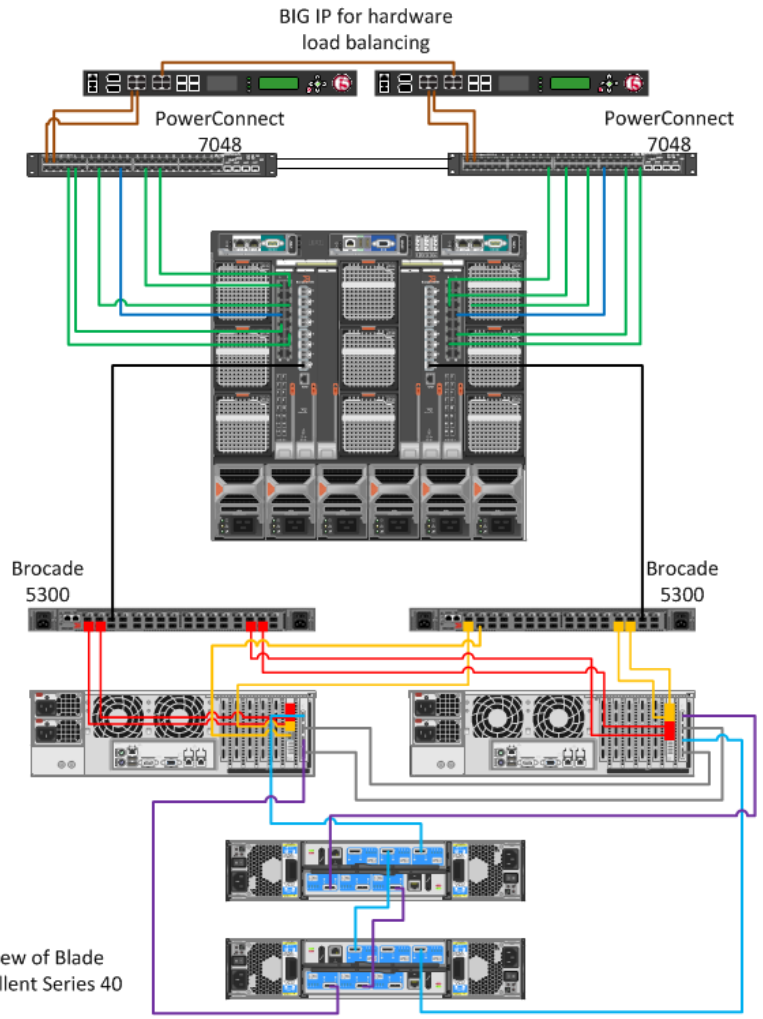 BIG IP for hardware
load balancing
PowerConnect
7048
PowerConnect
7048
Brocade
5300
Brocade
5300
ew of Blade
llent Series 40